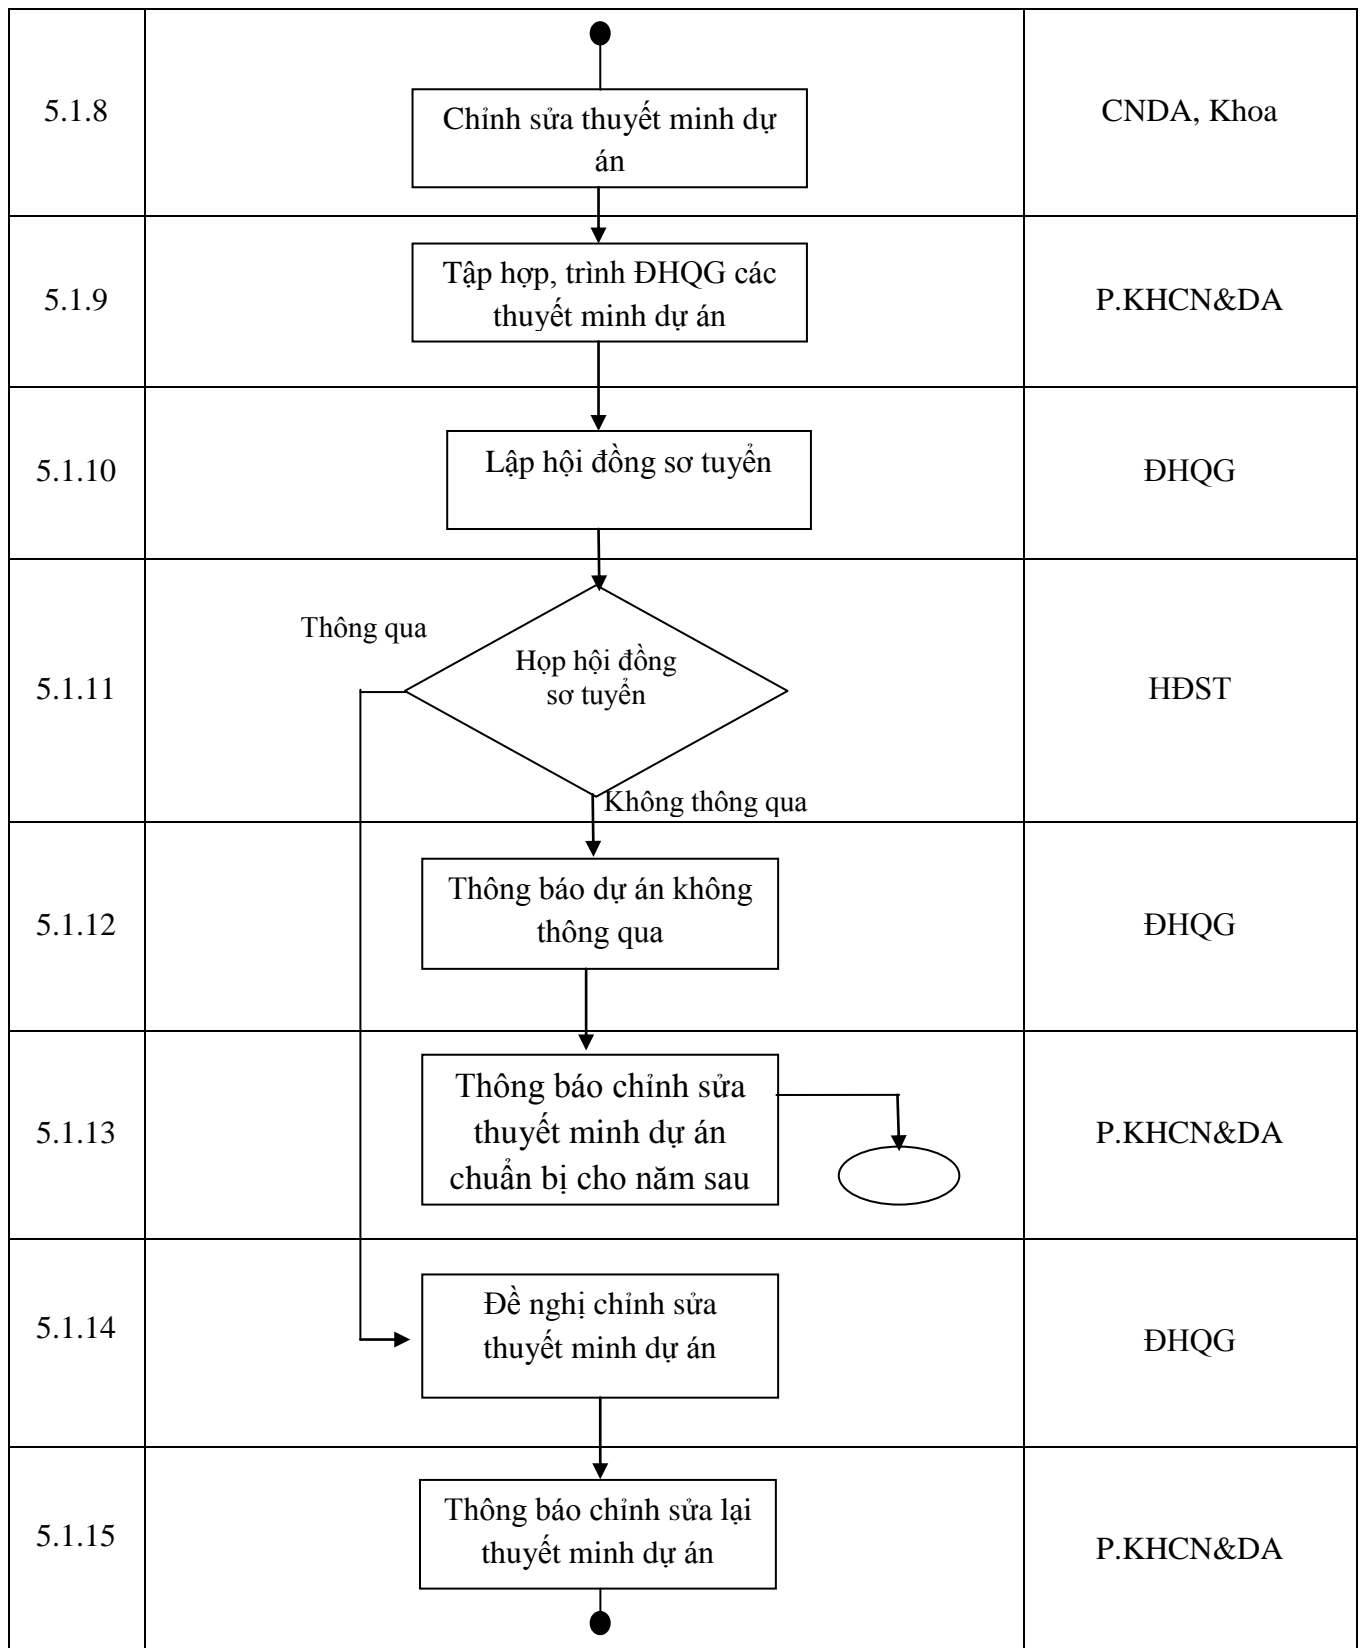 5.1.8
Chỉnh sửa thuyết minh dự
án
CNDA, Khoa
5.1.9
Tập hợp, trình ĐHQG các
thuyết minh dự án
P.KHCN&DA
5.1.10
Lập hội đồng sơ tuyển
ĐHQG
5.1.11
Thông qua
Họp hội đồng
sơ tuyển
Không thông qua
HĐST
5.1.12
Thông báo dự án không
thông qua
ĐHQG
5.1.13
Thông báo chỉnh sửa
thuyết minh dự án
chuẩn bị cho năm sau
P.KHCN&DA
5.1.14
Đề nghị chỉnh sửa
thuyết minh dự án
ĐHQG
5.1.15
Thông báo chỉnh sửa lại
thuyết minh dự án
P.KHCN&DA